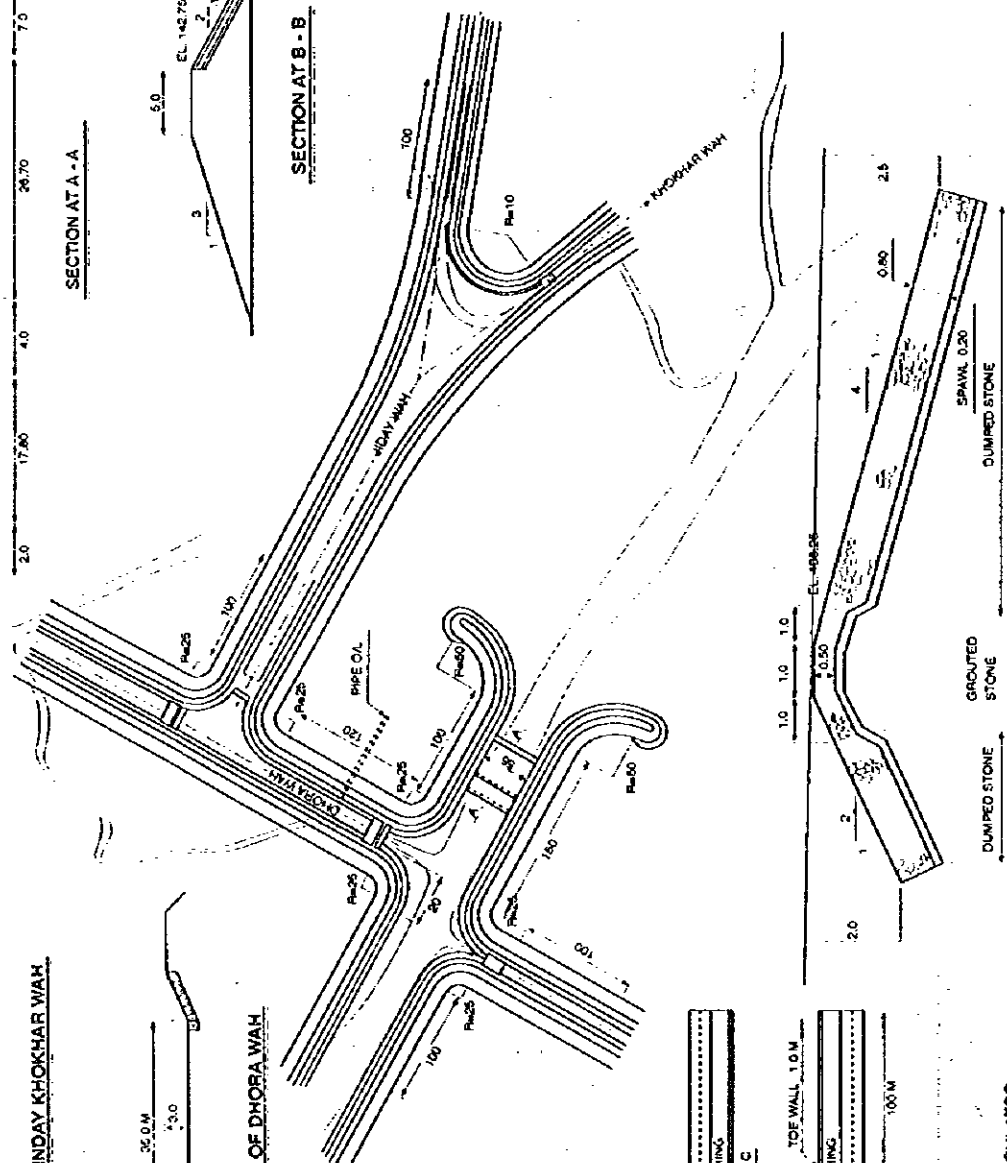 2.0 17.80 4.0 26.70 7.0
SECTION AT A - A
5.0
EL. 142.75
2
3
1
SECTION AT B - B
100
R=10
KHOKHAR WAH
100
R=25
R=25
PIPE O/L
120
R=25
100
R=50
DHORA WAH
A
55
A
R=50
R=25
20
150
100
R=25
100
INDAY KHOKHAR WAH
35.0 M
3.0
OF DHORA WAH
1.0 1.0 1.0
0.50
2.5
0.80
4
1
SPAWL 0.20
2
1
2.0
DUMPED STONE
GROUTED
STONE
DUMPED STONE
C
TOE WALL 1.0 M
100 M